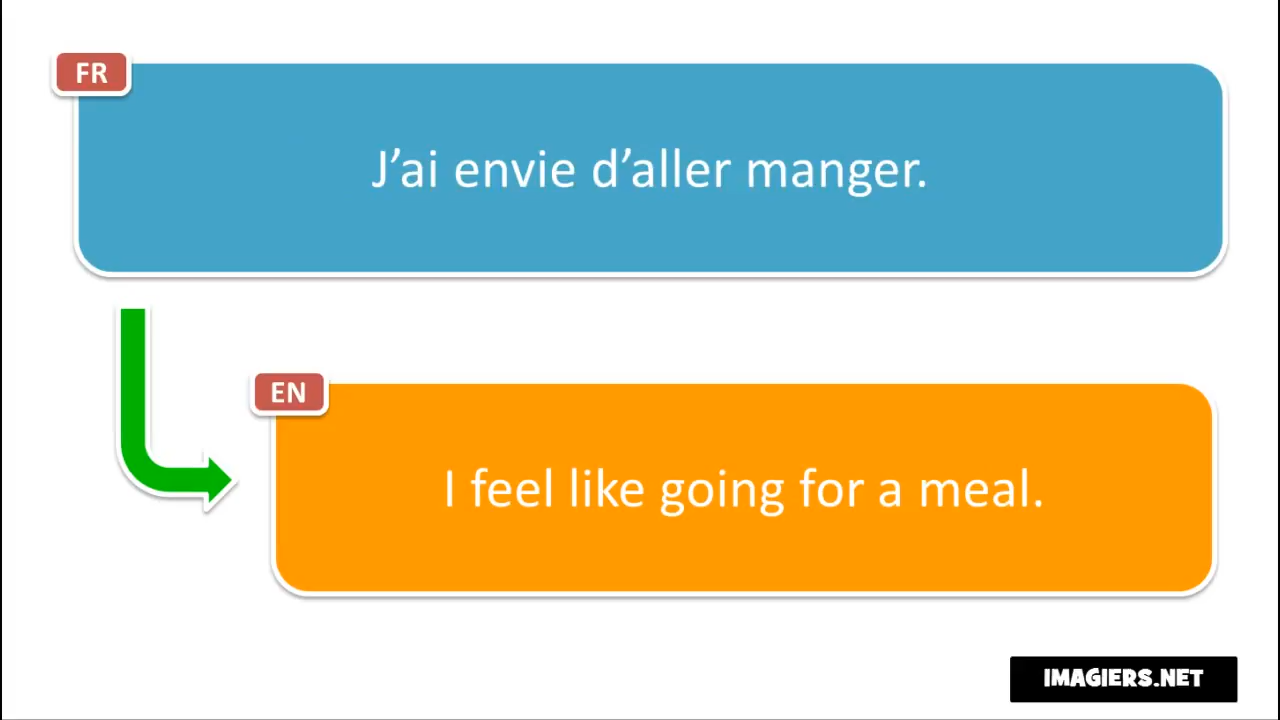 FR
J’ai envie d’aller manger.
EN
I feel like going for a meal.
IMAGIERS.NET